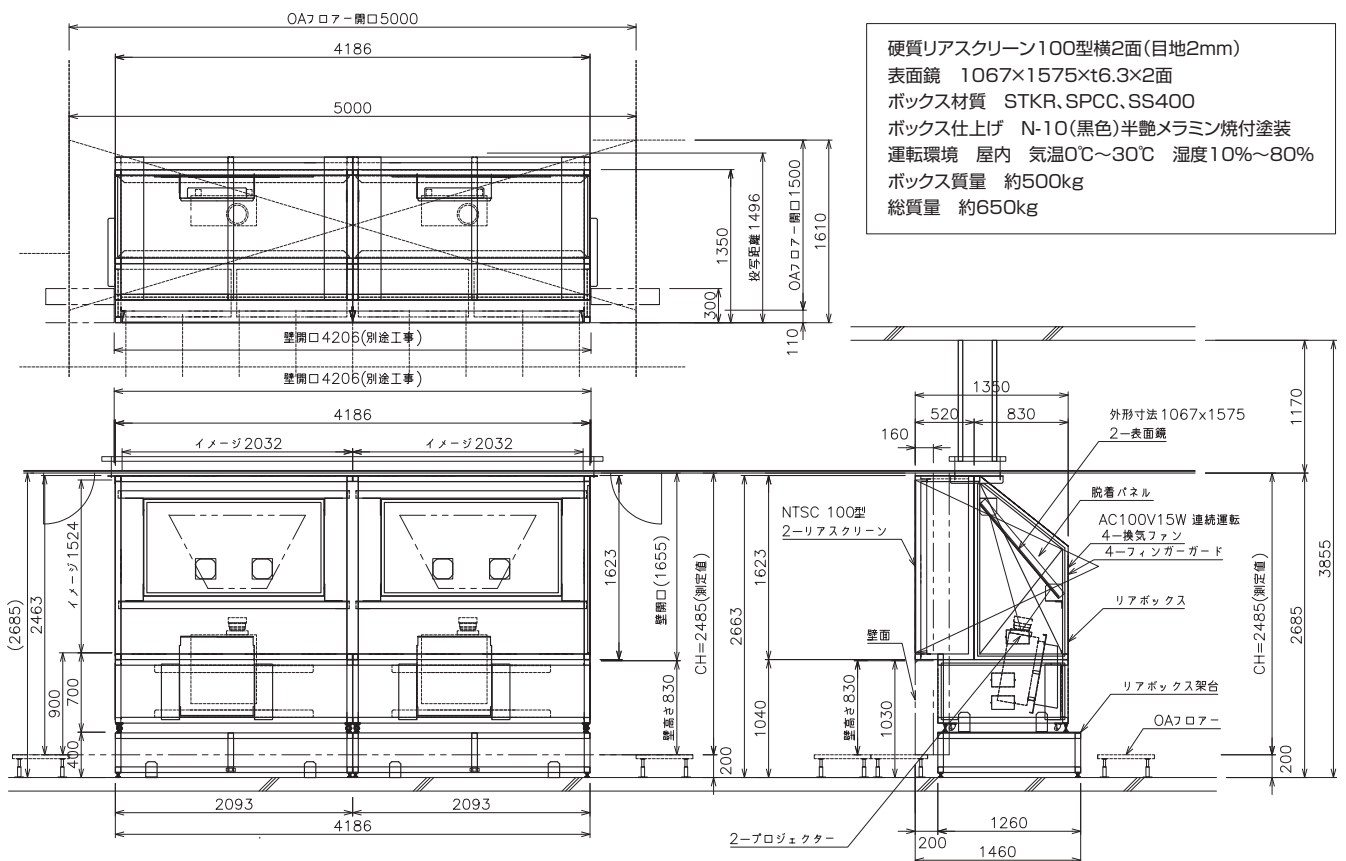 OAフロアー開口5000
4186
5000
1350
投写距離1496
OAフロアー開口1500
1610
300
110
壁開口4206(別途工事)
硬質リアスクリーン100型横2面(目地2mm)
表面鏡 1067×1575×t6.3×2面
ボックス材質 STKR、SPCC、SS400
ボックス仕上げ N-10(黒色)半艶メラミン焼付塗装
運転環境 屋内 気温0℃～30℃ 湿度10%～80%
ボックス質量 約500kg
総質量 約650kg
壁開口4206(別途工事)
4186
イメージ2032
イメージ2032
(2685)
2463
イメージ1524
900
700
400
1623
壁開口(1655)
壁高さ830
CH=2485(測定値)
200
2093
2093
4186
1350
520
830
160
外形寸法1067x1575
2－表面鏡
脱着パネル
AC100V15W 連続運転
4－換気ファン
4－フィンガーガード
NTSC 100型
2－リアスクリーン
リアボックス
壁面
リアボックス架台
OAフロアー
2663
1623
1040
壁高さ830
1030
1170
3855
CH=2485(測定値)
2685
200
2－プロジェクター
200
1260
1460